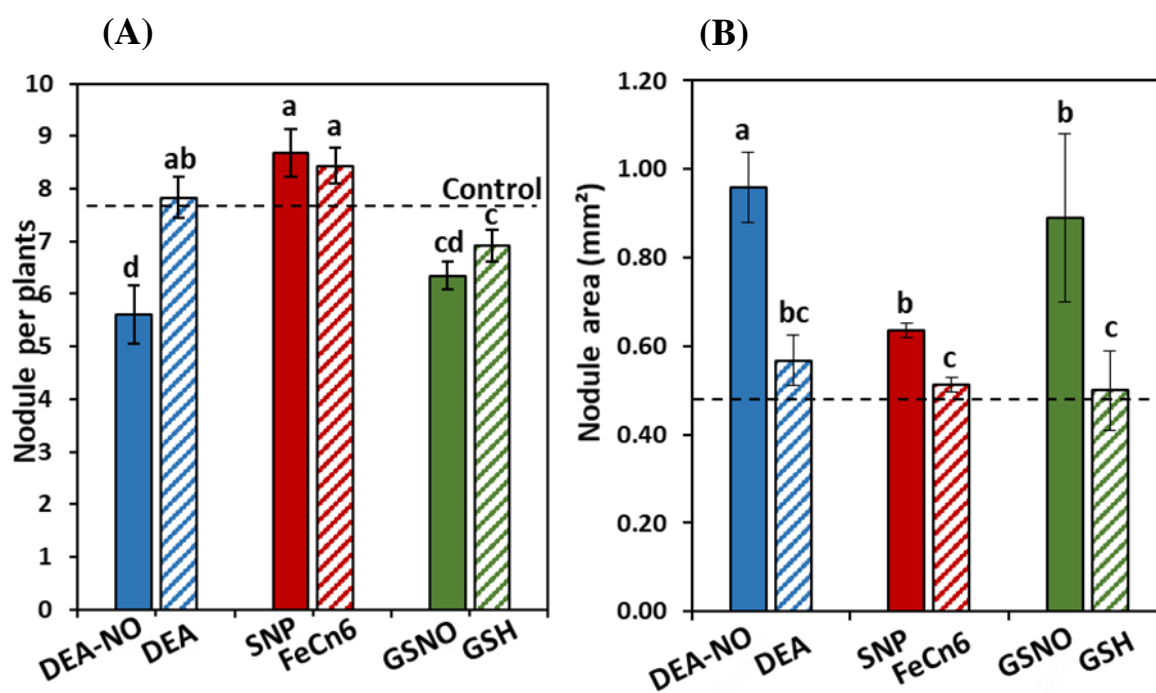 (A)
Nodule per plants
10
9
8
7
6
5
4
3
2
1
0
d
ab
a
a
cd
c
Control
DEA-NO
DEA
SNP
FeCn6
GSNO
GSH
(B)
Nodule area (mm²)
1.20
1.00
0.80
0.60
0.40
0.20
0.00
a
bc
b
c
b
c
DEA-NO
DEA
SNP
FeCn6
GSNO
GSH